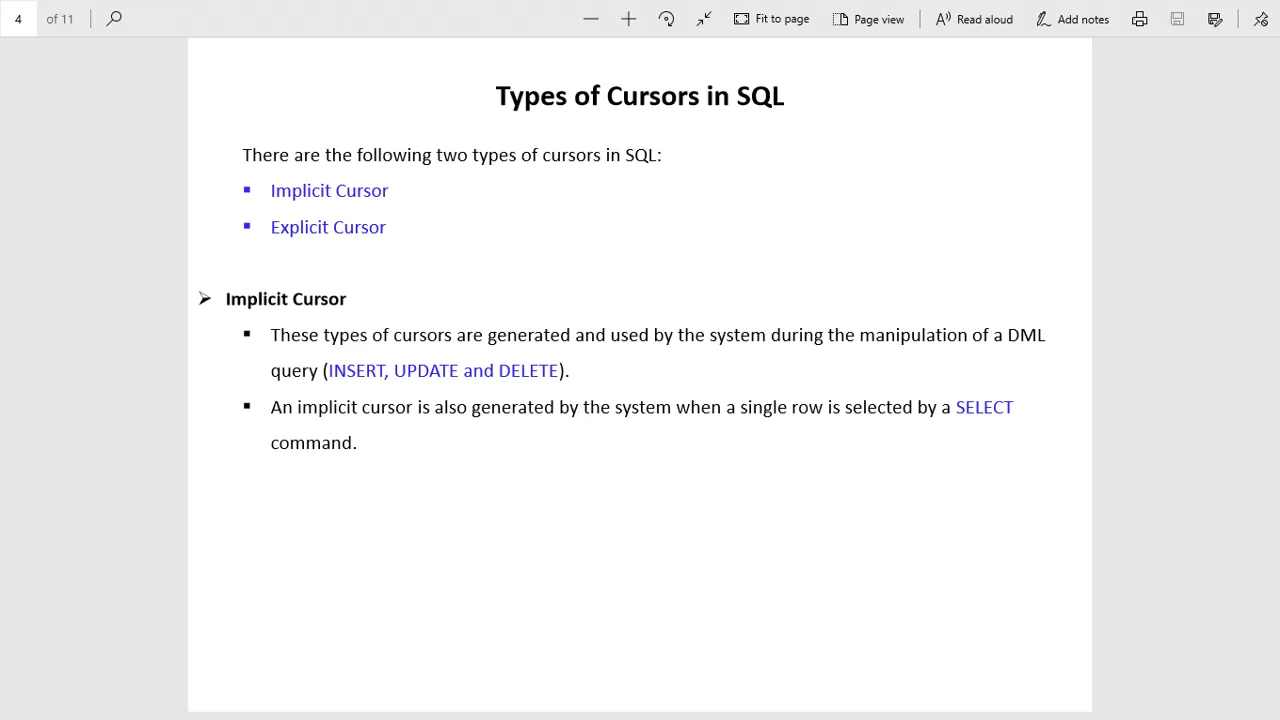 4 of 11 Fit to page Page view Read aloud Add notes
Types of Cursors in SQL
There are the following two types of cursors in SQL:
▪ Implicit Cursor
▪ Explicit Cursor
➢ Implicit Cursor
▪ These types of cursors are generated and used by the system during the manipulation of a DML
query (INSERT, UPDATE and DELETE).
▪ An implicit cursor is also generated by the system when a single row is selected by a SELECT
command.